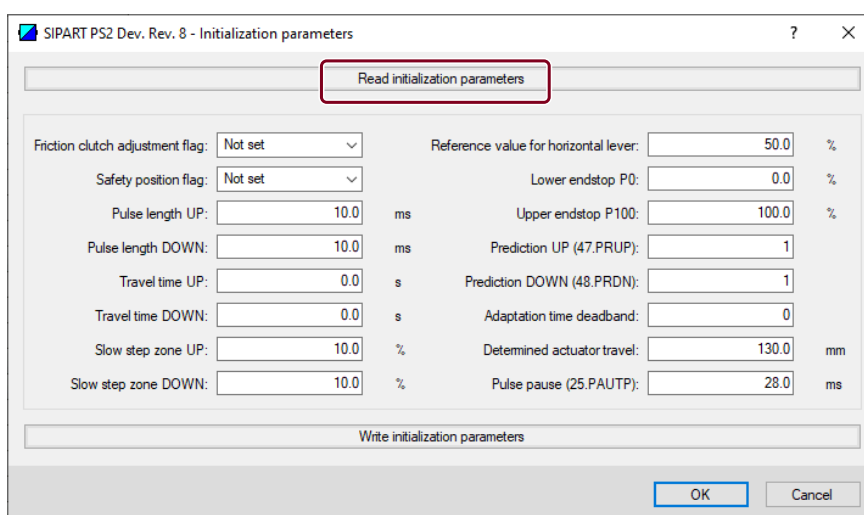 SIPART PS2 Dev. Rev. 8 - Initialization parameters ? ✕
Read initialization parameters
Friction clutch adjustment flag: Not set Reference value for horizontal lever: 50.0 %
Safety position flag: Not set Lower endstop P0: 0.0 %
Pulse length UP: 10.0 ms Upper endstop P100: 100.0 %
Pulse length DOWN: 10.0 ms Prediction UP (47.PRUP): 1
Travel time UP: 0.0 s Prediction DOWN (48.PRDN): 1
Travel time DOWN: 0.0 s Adaptation time deadband: 0
Slow step zone UP: 10.0 % Determined actuator travel: 130.0 mm
Slow step zone DOWN: 10.0 % Pulse pause (25.PAUTP): 28.0 ms
Write initialization parameters
OK Cancel